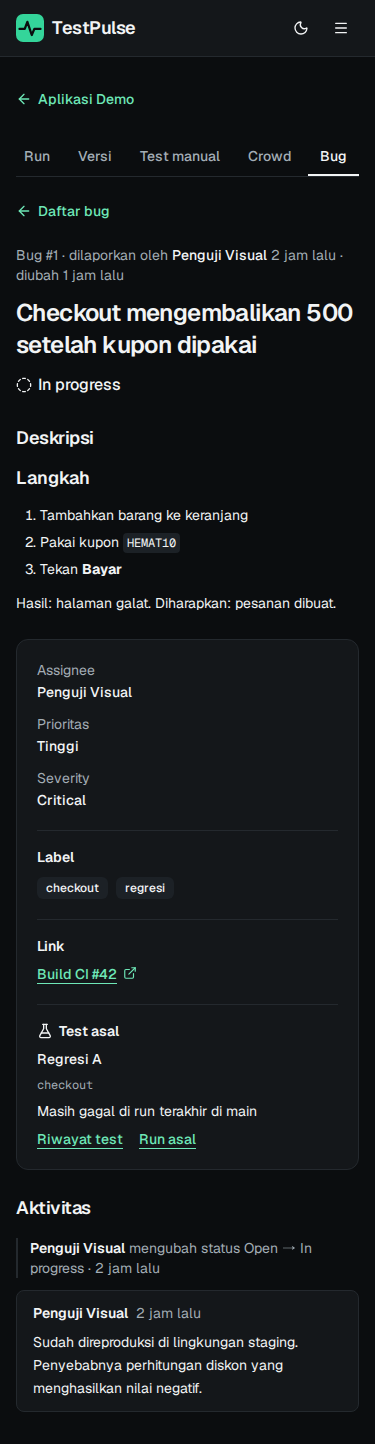 TestPulse
Aplikasi Demo
Run Versi Test manual Crowd Bug
Daftar bug
Bug #1 · dilaporkan oleh Penguji Visual 2 jam lalu ·
diubah 1 jam lalu
Checkout mengembalikan 500
setelah kupon dipakai
In progress
Deskripsi
Langkah
1. Tambahkan barang ke keranjang
2. Pakai kupon HEMAT10
3. Tekan Bayar
Hasil: halaman galat. Diharapkan: pesanan dibuat.
Assignee
Penguji Visual
Prioritas
Tinggi
Severity
Critical
Label
checkout regresi
Link
Build CI #42
Test asal
Regresi A
checkout
Masih gagal di run terakhir di main
Riwayat test Run asal
Aktivitas
Penguji Visual mengubah status Open → In
progress · 2 jam lalu
Penguji Visual 2 jam lalu
Sudah direproduksi di lingkungan staging.
Penyebabnya perhitungan diskon yang
menghasilkan nilai negatif.